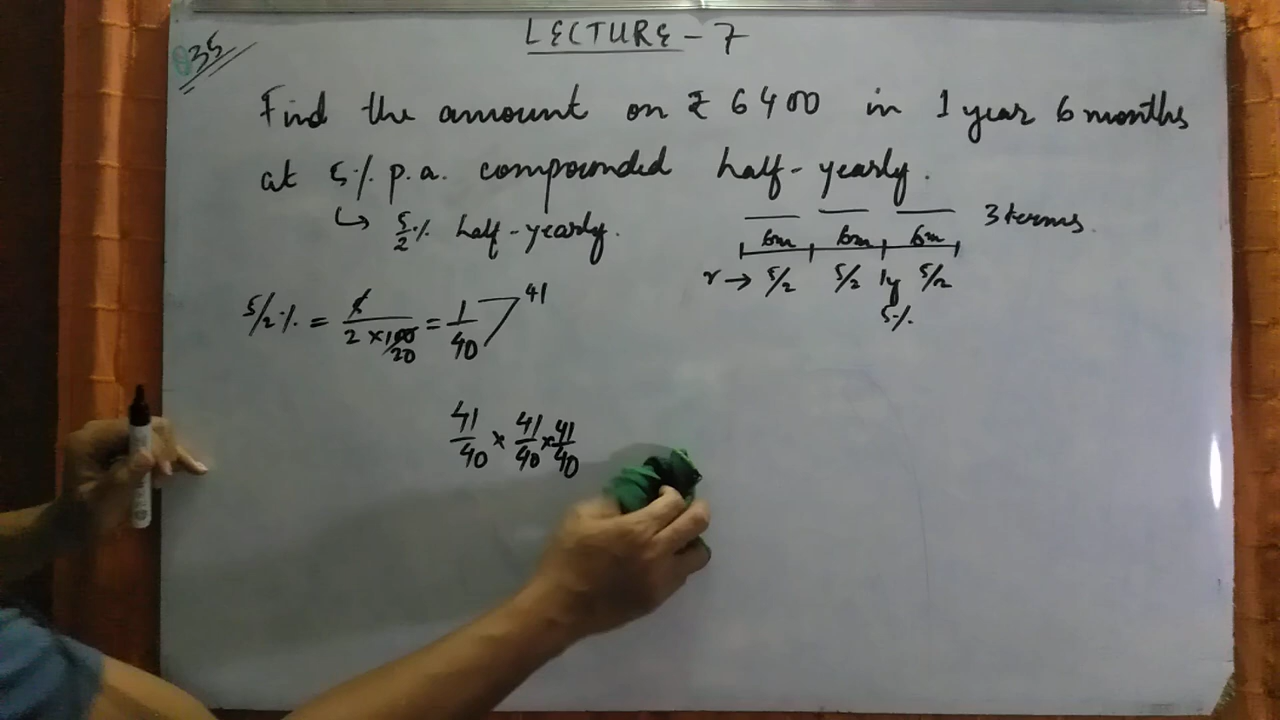 LECTURE - 7
Q35
Find the amount on ₹ 6400 in 1 year 6 months
at 5% p.a. compounded half-yearly.
↳ 5/2 % half-yearly.
3 terms
6m 6m 6m
r → 5/2 5/2 1y 5/2
5%
5/2 % = 5/(2 × 100) = 1/40 41
20
41/40 × 41/40 × 41/40